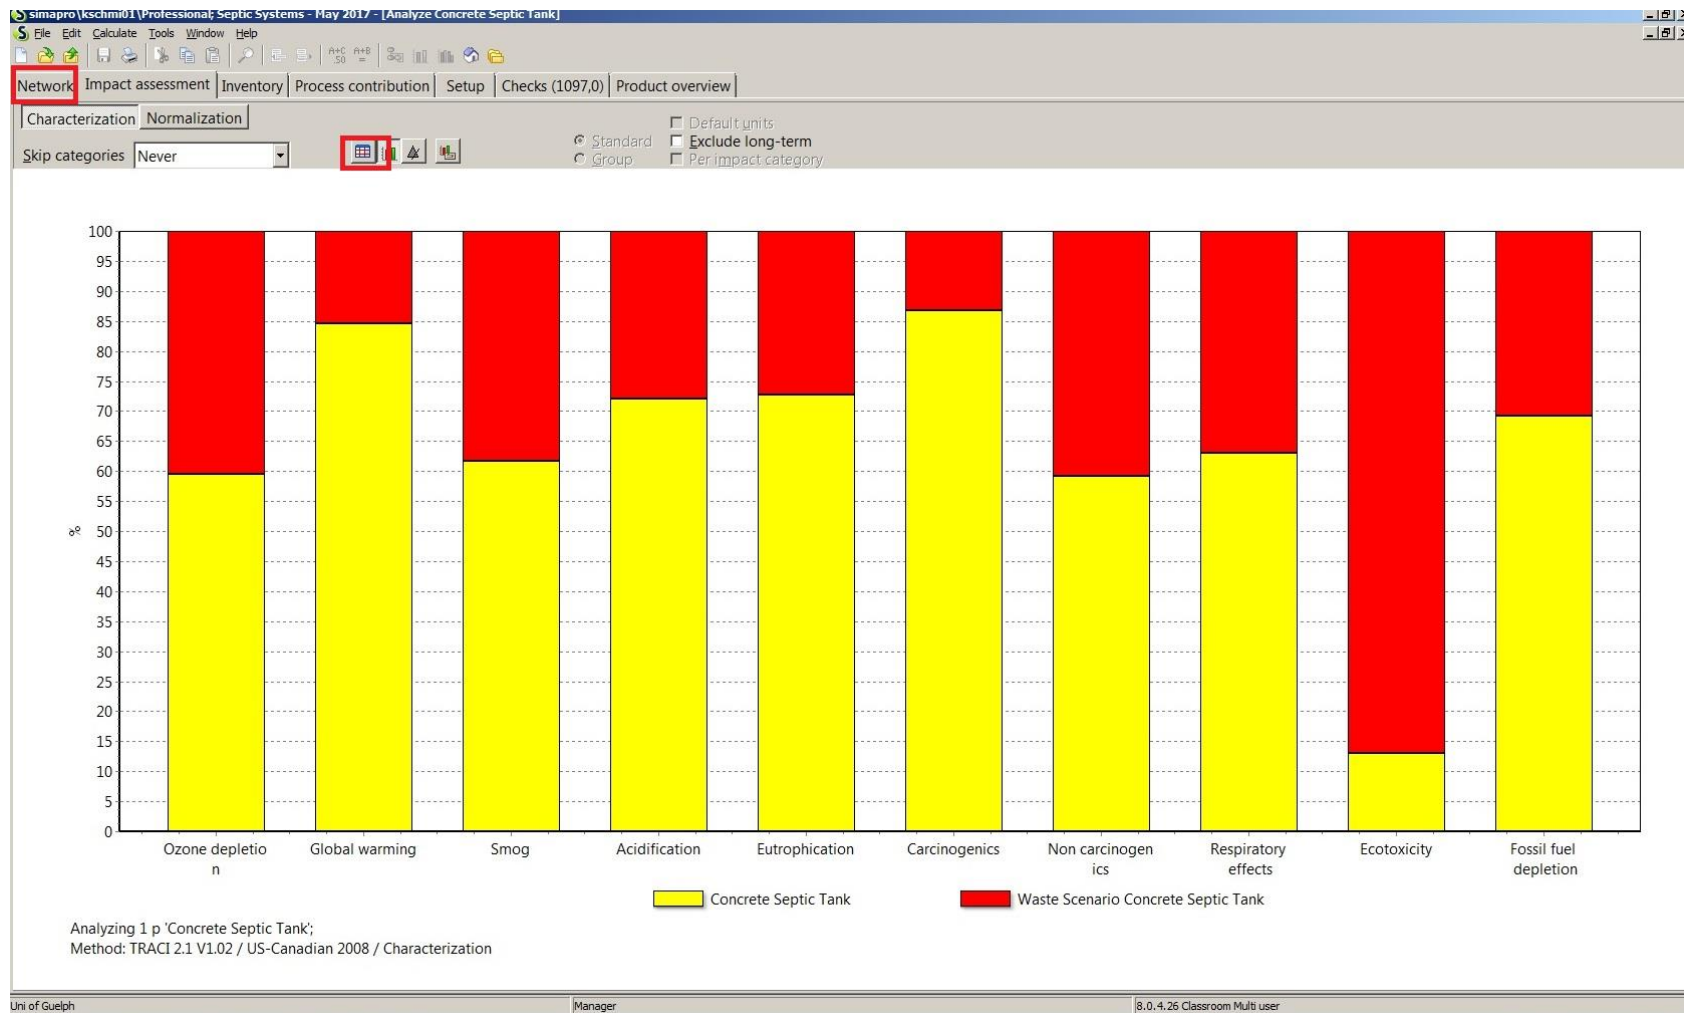 simapro\kschmi01\Professional; Septic Systems - May 2017 - [Analyze Concrete Septic Tank]
File Edit Calculate Tools Window Help
Network Impact assessment Inventory Process contribution Setup Checks (1097,0) Product overview
Characterization Normalization
Default units
Skip categories Never
Standard Exclude long-term
Group Per impact category
100
95
90
85
80
75
70
65
60
55
50
45
40
35
30
25
20
15
10
5
0
%
Ozone depletio
n
Global warming
Smog
Acidification
Eutrophication
Carcinogenics
Non carcinogen
ics
Respiratory
effects
Ecotoxicity
Fossil fuel
depletion
Concrete Septic Tank Waste Scenario Concrete Septic Tank
Analyzing 1 p 'Concrete Septic Tank';
Method: TRACI 2.1 V1.02 / US-Canadian 2008 / Characterization
Uni of Guelph Manager 8.0.4.26 Classroom Multi user